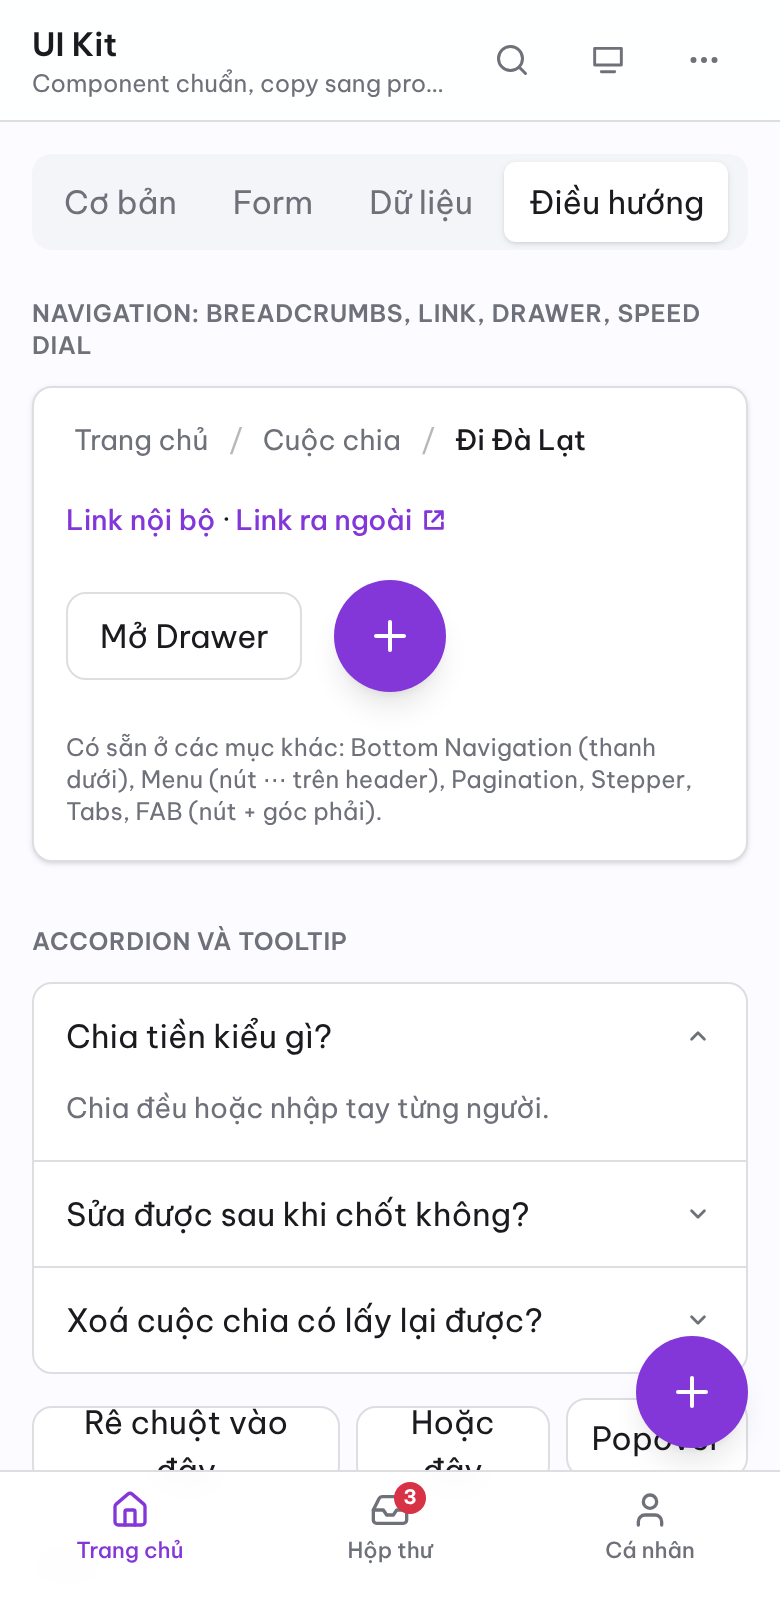 UI Kit
Component chuẩn, copy sang pro...
Cơ bản Form Dữ liệu Điều hướng
NAVIGATION: BREADCRUMBS, LINK, DRAWER, SPEED
DIAL
Trang chủ / Cuộc chia / Đi Đà Lạt
Link nội bộ · Link ra ngoài
Mở Drawer
Có sẵn ở các mục khác: Bottom Navigation (thanh
dưới), Menu (nút ··· trên header), Pagination, Stepper,
Tabs, FAB (nút + góc phải).
ACCORDION VÀ TOOLTIP
Chia tiền kiểu gì?
Chia đều hoặc nhập tay từng người.
Sửa được sau khi chốt không?
Xoá cuộc chia có lấy lại được?
Rê chuột vào
đây
Hoặc
đây
Popover
3
Trang chủ Hộp thư Cá nhân